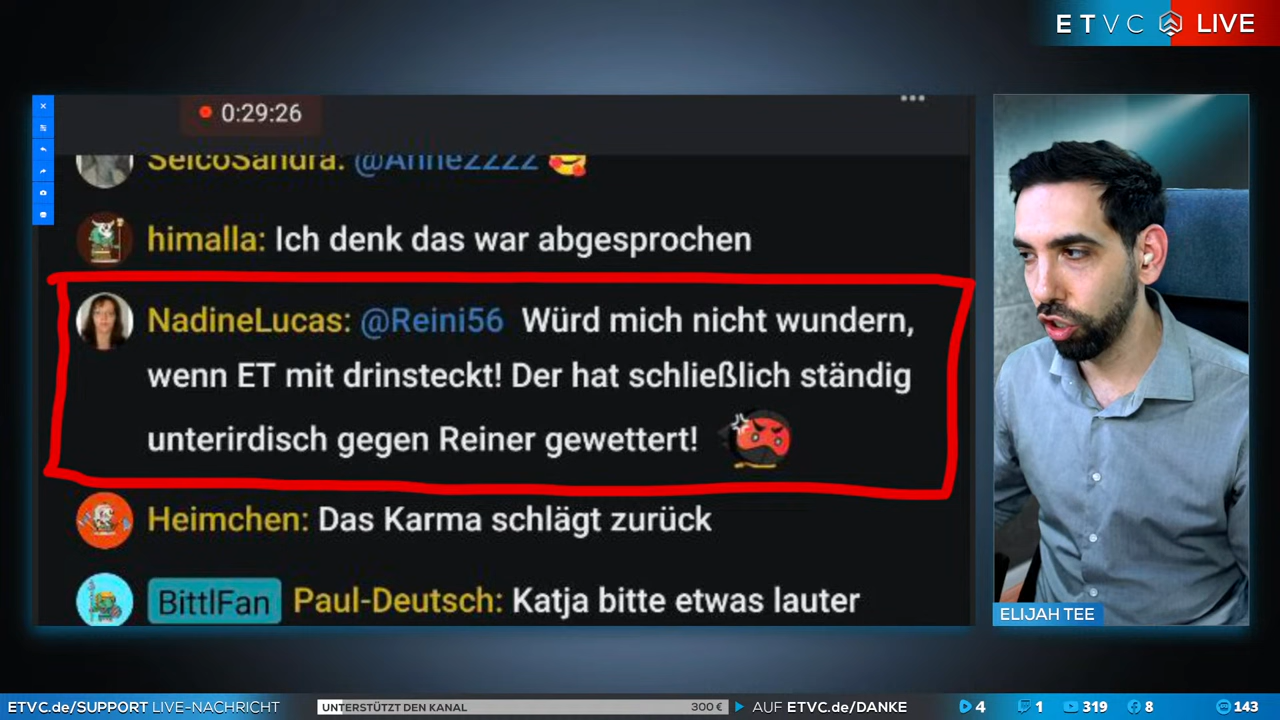 ETVC LIVE
0:29:26
SelcoSandra: @Anne2222
himalla: Ich denk das war abgesprochen
NadineLucas: @Reini56 Würd mich nicht wundern,
wenn ET mit drinsteckt! Der hat schließlich ständig
unterirdisch gegen Reiner gewettert!
Heimchen: Das Karma schlägt zurück
BittlFan Paul-Deutsch: Katja bitte etwas lauter
ELIJAH TEE
ETVC.de/SUPPORT LIVE-NACHRICHT
UNTERSTÜTZT DEN KANAL
300 €
AUF ETVC.de/DANKE
4
1
319
8
143